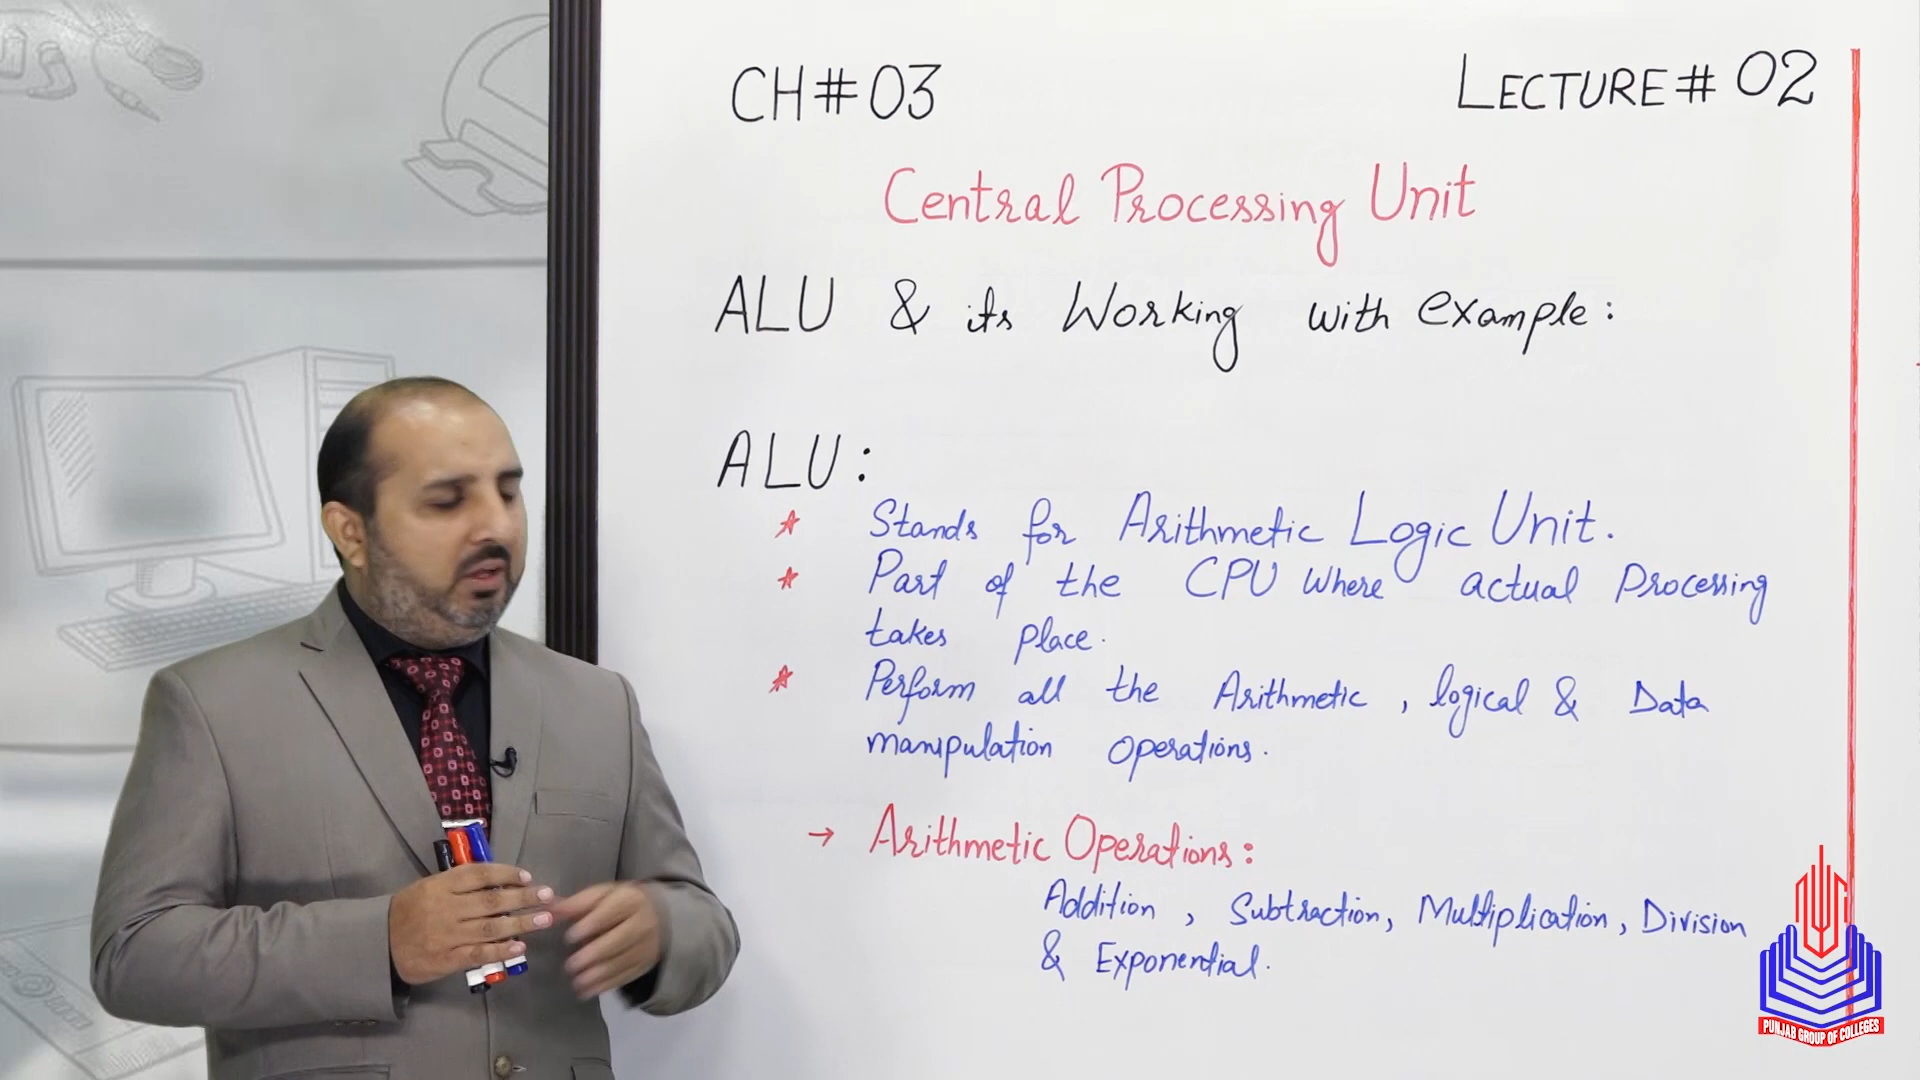 CH#03
LECTURE# 02
Central Processing Unit
ALU & its Working with example:
ALU:
* Stands for Arithmetic Logic Unit.
* Part of the CPU Where actual Processing
takes place.
* Perform all the Arithmetic, logical & Data
manipulation operations.
→ Arithmetic Operations:
Addition, Subtraction, Multiplication, Division
& Exponential.
PUNJAB GROUP OF COLLEGES